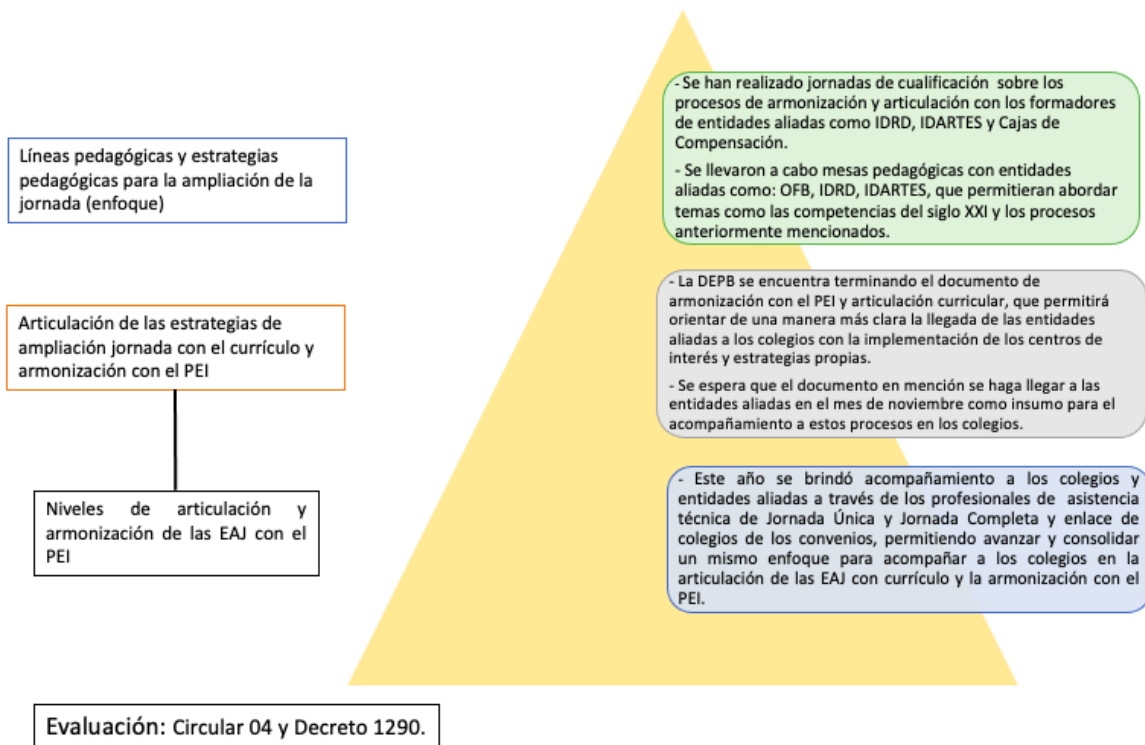 Líneas pedagógicas y estrategias
pedagógicas para la ampliación de la
jornada (enfoque)
- Se han realizado jornadas de cualificación sobre los
procesos de armonización y articulación con los formadores
de entidades aliadas como IDRD, IDARTES y Cajas de
Compensación.
- Se llevaron a cabo mesas pedagógicas con entidades
aliadas como: OFB, IDRD, IDARTES, que permitieran abordar
temas como las competencias del siglo XXI y los procesos
anteriormente mencionados.
Articulación de las estrategias de
ampliación jornada con el currículo y
armonización con el PEI
- La DEPB se encuentra terminando el documento de
armonización con el PEI y articulación curricular, que permitirá
orientar de una manera más clara la llegada de las entidades
aliadas a los colegios con la implementación de los centros de
interés y estrategias propias.
- Se espera que el documento en mención se haga llegar a las
entidades aliadas en el mes de noviembre como insumo para el
acompañamiento a estos procesos en los colegios.
Niveles de articulación y
armonización de las EAJ con el
PEI
- Este año se brindó acompañamiento a los colegios y
entidades aliadas a través de los profesionales de asistencia
técnica de Jornada Única y Jornada Completa y enlace de
colegios de los convenios, permitiendo avanzar y consolidar
un mismo enfoque para acompañar a los colegios en la
articulación de las EAJ con currículo y la armonización con el
PEI.
Evaluación: Circular 04 y Decreto 1290.